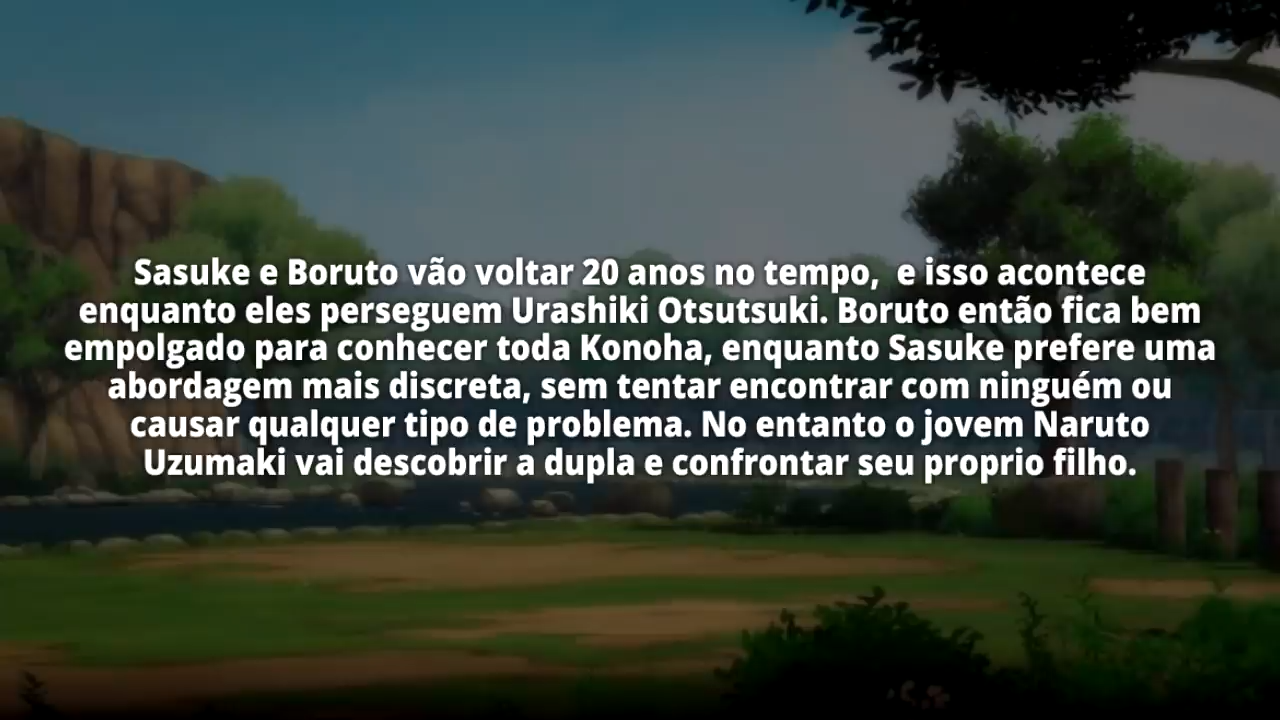 Sasuke e Boruto vão voltar 20 anos no tempo,  e isso acontece
enquanto eles perseguem Urashiki Otsutsuki. Boruto então fica bem
empolgado para conhecer toda Konoha, enquanto Sasuke prefere uma
abordagem mais discreta, sem tentar encontrar com ninguém ou
causar qualquer tipo de problema. No entanto o jovem Naruto
Uzumaki vai descobrir a dupla e confrontar seu proprio filho.